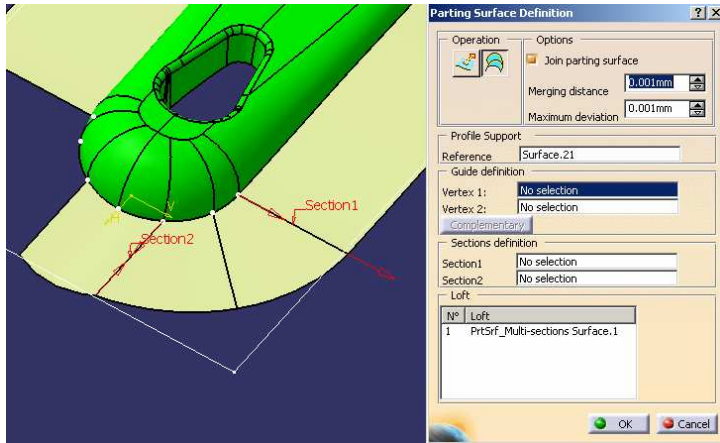 Section1
Section2
Parting Surface Definition
Operation
Options
Join parting surface
Merging distance
0.001mm
Maximum deviation
0.001mm
Profile Support
Reference
Surface.21
Guide definition
Vertex 1:
No selection
Vertex 2:
No selection
Complementary
Sections definition
Section1
No selection
Section2
No selection
Loft
N° Loft
1 PrtSrf_Multi-sections Surface.1
OK
Cancel